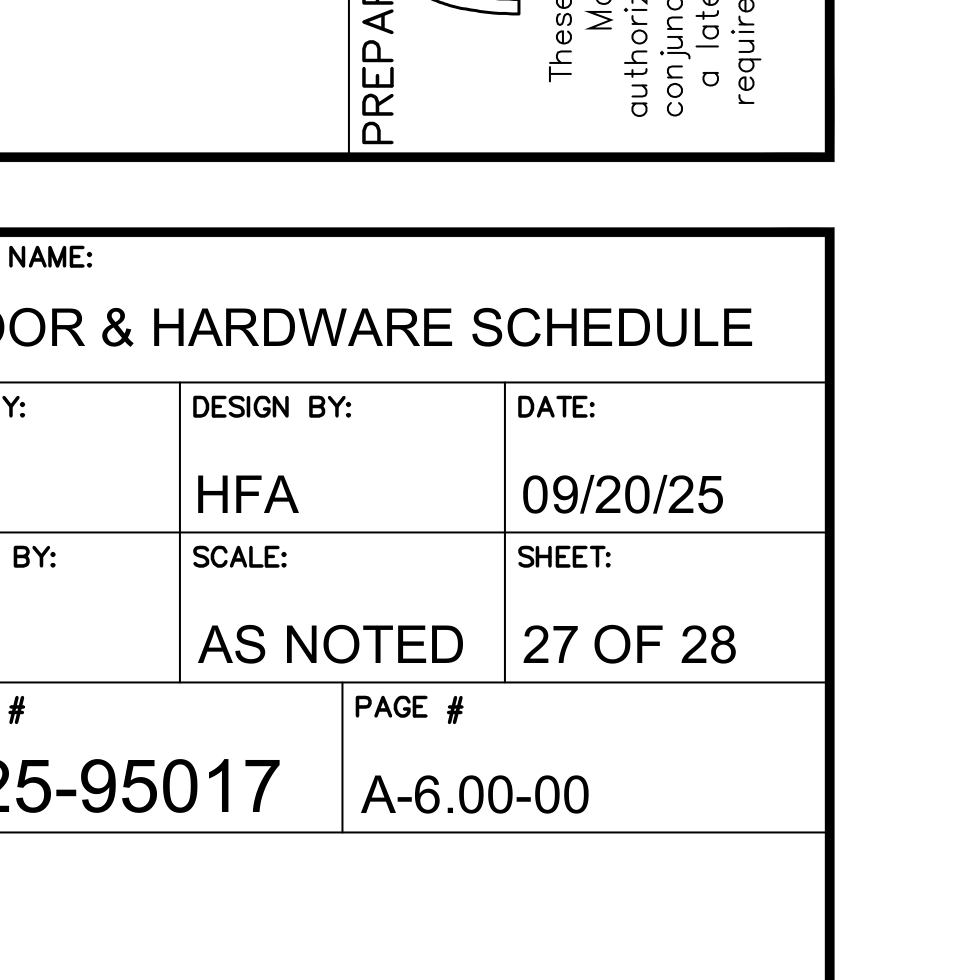 PREPAR
These
authoriz
conjunc
a late
require
NAME:
OOR & HARDWARE SCHEDULE
Y:
DESIGN BY:
DATE:
HFA
09/20/25
BY:
SCALE:
SHEET:
AS NOTED
27 OF 28
#
PAGE #
25-95017
A-6.00-00